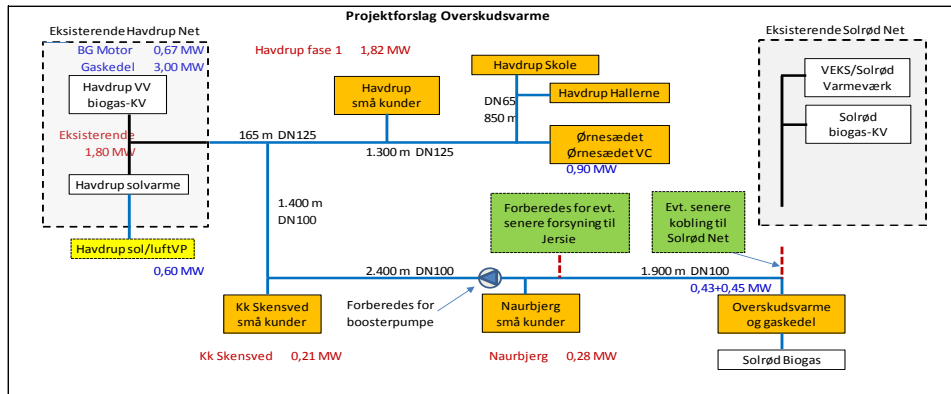 Projektforslag Overskudsvarme
Eksisterende Havdrup Net
BG Motor 0,67 MW
Gaskedel 3,00 MW
Havdrup VV
biogas-KV
Eksisterende
1,80 MW
Havdrup solvarme
Havdrup sol/luftVP
0,60 MW
Havdrup fase 1 1,82 MW
Havdrup
små kunder
165 m DN125
1.300 m DN125
Havdrup Skole
DN65
850 m
Havdrup Hallerne
Ørnesædet
Ørnesædet VC
0,90 MW
Eksisterende Solrød Net
VEKS/Solrød
Varmeværk
Solrød
biogas-KV
1.400 m
DN100
Forberedes for evt.
senere forsyning til
Jersie
Evt. senere
kobling til
Solrød Net
2.400 m DN100
1.900 m DN100
0,43+0,45 MW
Kk Skensved
små kunder
Forberedes for
boosterpumpe
Naurbjerg
små kunder
Overskudsvarme
og gaskedel
Kk Skensved 0,21 MW
Naurbjerg 0,28 MW
Solrød Biogas